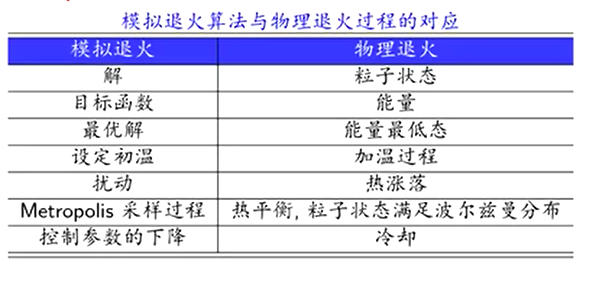 模拟退火算法与物理退火过程的对应
模拟退火 物理退火
解 粒子状态
目标函数 能量
最优解 能量最低态
设定初温 加温过程
扰动 热涨落
Metropolis 采样过程 热平衡, 粒子状态满足波尔兹曼分布
控制参数的下降 冷却